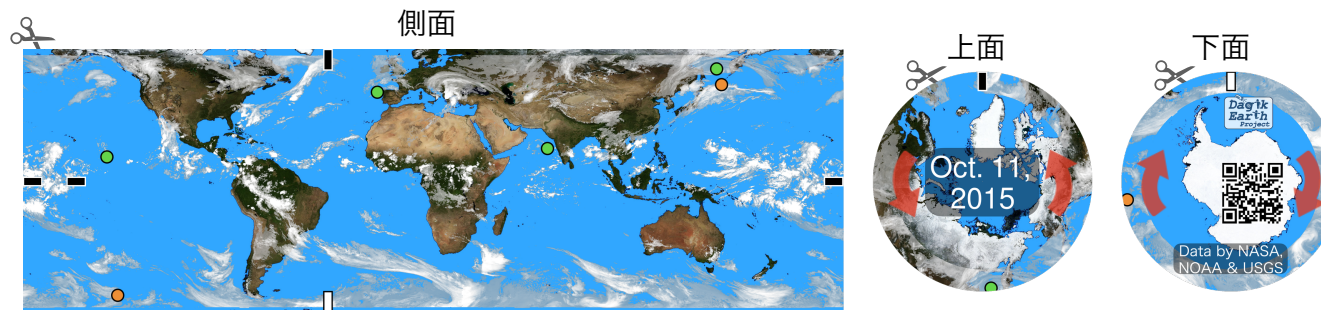 側面
上面
下面
Oct. 11,
2015
Dagik
Earth
Project
Data by NASA,
NOAA & USGS